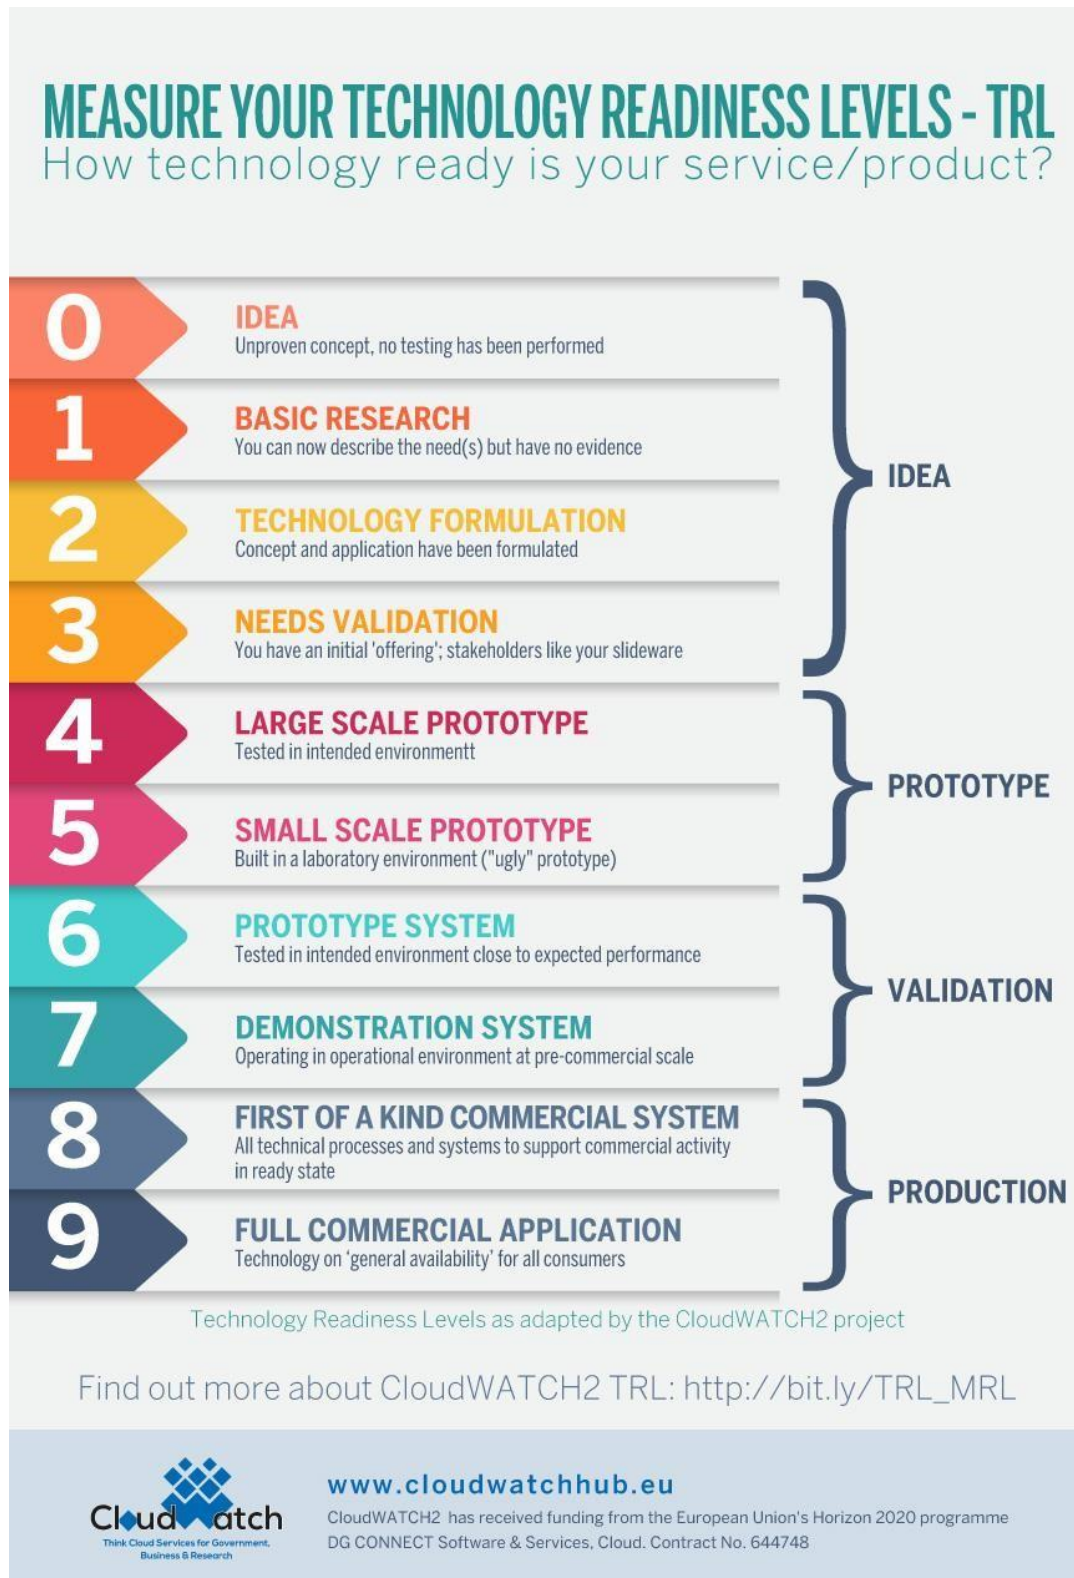 MEASURE YOUR TECHNOLOGY READINESS LEVELS - TRL
How technology ready is your service/product?
0
IDEA
Unproven concept, no testing has been performed
1
BASIC RESEARCH
You can now describe the need(s) but have no evidence
2
TECHNOLOGY FORMULATION
Concept and application have been formulated
3
NEEDS VALIDATION
You have an initial 'offering'; stakeholders like your slideware
IDEA
4
LARGE SCALE PROTOTYPE
Tested in intended environmentt
5
SMALL SCALE PROTOTYPE
Built in a laboratory environment ("ugly" prototype)
PROTOTYPE
6
PROTOTYPE SYSTEM
Tested in intended environment close to expected performance
7
DEMONSTRATION SYSTEM
Operating in operational environment at pre-commercial scale
VALIDATION
8
FIRST OF A KIND COMMERCIAL SYSTEM
All technical processes and systems to support commercial activity
in ready state
9
FULL COMMERCIAL APPLICATION
Technology on ‘general availability’ for all consumers
PRODUCTION
Technology Readiness Levels as adapted by the CloudWATCH2 project
Find out more about CloudWATCH2 TRL: http://bit.ly/TRL_MRL
CloudWatch
Think Cloud Services for Government,
Business & Research
www.cloudwatchhub.eu
CloudWATCH2 has received funding from the European Union's Horizon 2020 programme
DG CONNECT Software & Services, Cloud. Contract No. 644748